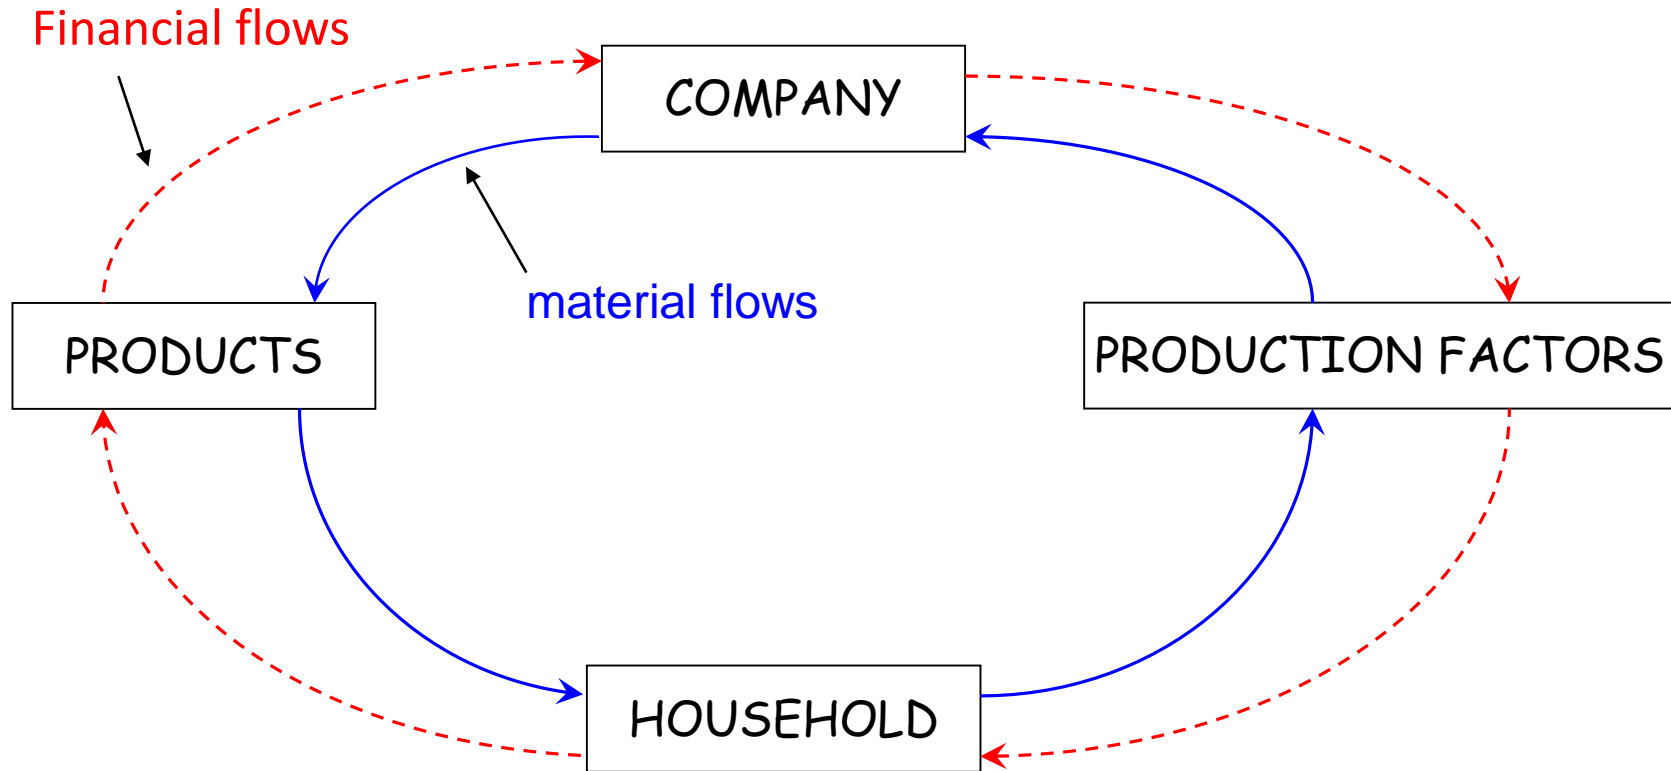 Financial flows
COMPANY
material flows
PRODUCTS
PRODUCTION FACTORS
HOUSEHOLD